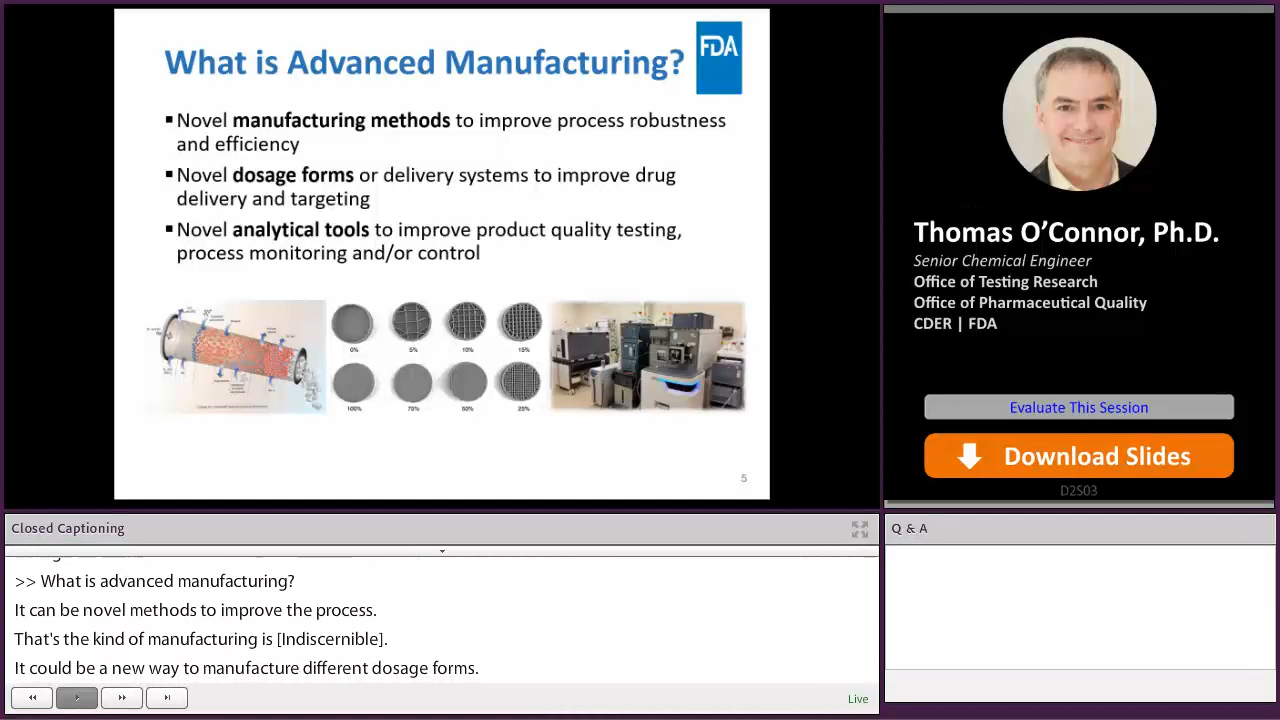 What is Advanced Manufacturing?
FDA
▪Novel manufacturing methods to improve process robustness
and efficiency
▪Novel dosage forms or delivery systems to improve drug
delivery and targeting
▪Novel analytical tools to improve product quality testing,
process monitoring and/or control
0%
5%
10%
15%
100%
75%
50%
25%
5
Thomas O’Connor, Ph.D.
Senior Chemical Engineer
Office of Testing Research
Office of Pharmaceutical Quality
CDER | FDA
Evaluate This Session
Download Slides
D2S03
Closed Captioning
>> What is advanced manufacturing?
It can be novel methods to improve the process.
That's the kind of manufacturing is [Indiscernible].
It could be a new way to manufacture different dosage forms.
Live
Q & A